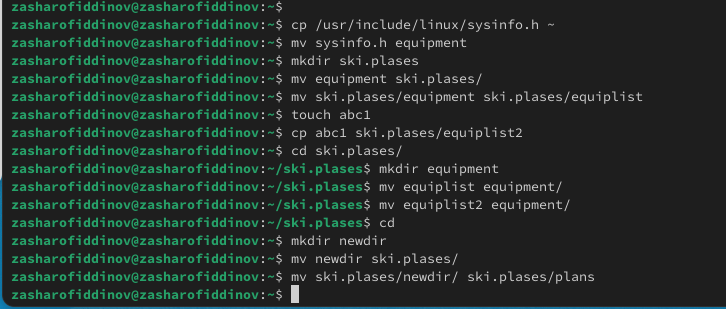 zasharofiddinov@zasharofiddinov:~$
zasharofiddinov@zasharofiddinov:~$ cp /usr/include/linux/sysinfo.h ~
zasharofiddinov@zasharofiddinov:~$ mv sysinfo.h equipment
zasharofiddinov@zasharofiddinov:~$ mkdir ski.plases
zasharofiddinov@zasharofiddinov:~$ mv equipment ski.plases/
zasharofiddinov@zasharofiddinov:~$ mv ski.plases/equipment ski.plases/equiplist
zasharofiddinov@zasharofiddinov:~$ touch abc1
zasharofiddinov@zasharofiddinov:~$ cp abc1 ski.plases/equiplist2
zasharofiddinov@zasharofiddinov:~$ cd ski.plases/
zasharofiddinov@zasharofiddinov:~/ski.plases$ mkdir equipment
zasharofiddinov@zasharofiddinov:~/ski.plases$ mv equiplist equipment/
zasharofiddinov@zasharofiddinov:~/ski.plases$ mv equiplist2 equipment/
zasharofiddinov@zasharofiddinov:~/ski.plases$ cd
zasharofiddinov@zasharofiddinov:~$ mkdir newdir
zasharofiddinov@zasharofiddinov:~$ mv newdir ski.plases/
zasharofiddinov@zasharofiddinov:~$ mv ski.plases/newdir/ ski.plases/plans
zasharofiddinov@zasharofiddinov:~$